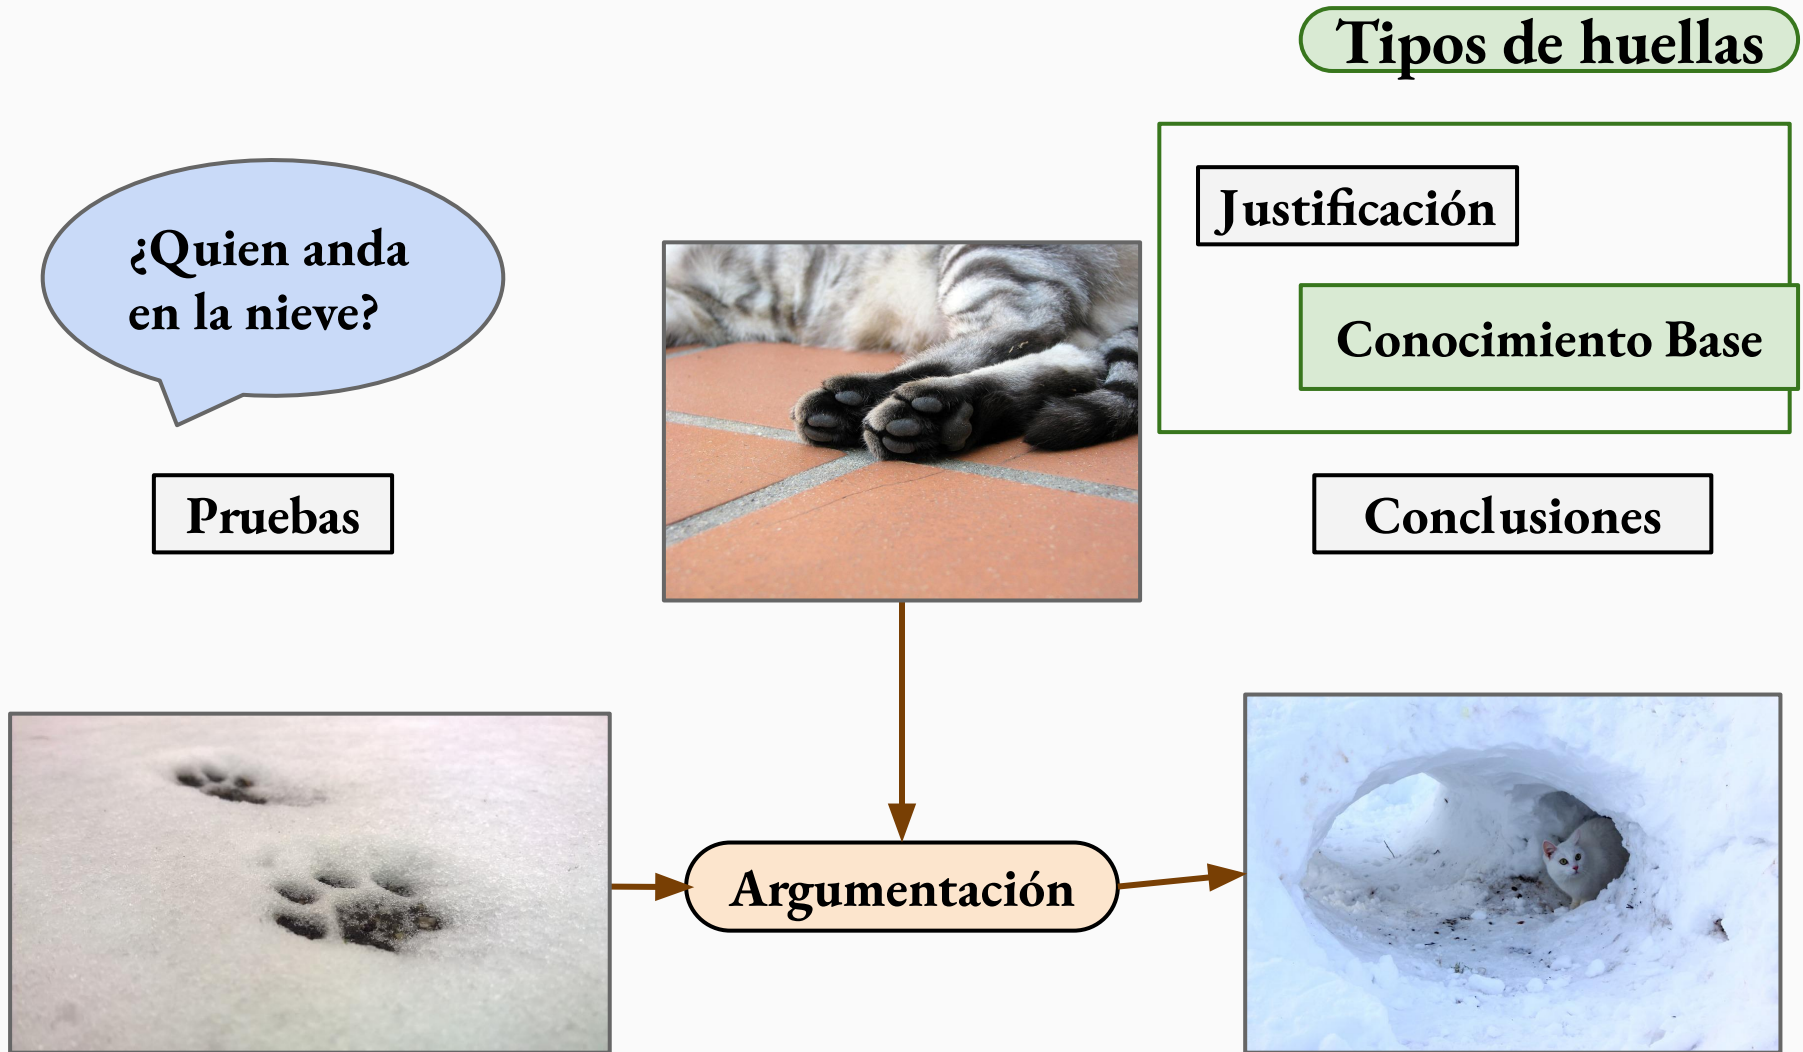 Tipos de huellas
¿Quien anda
en la nieve?
Justificación
Conocimiento Base
Pruebas
Conclusiones
Argumentación